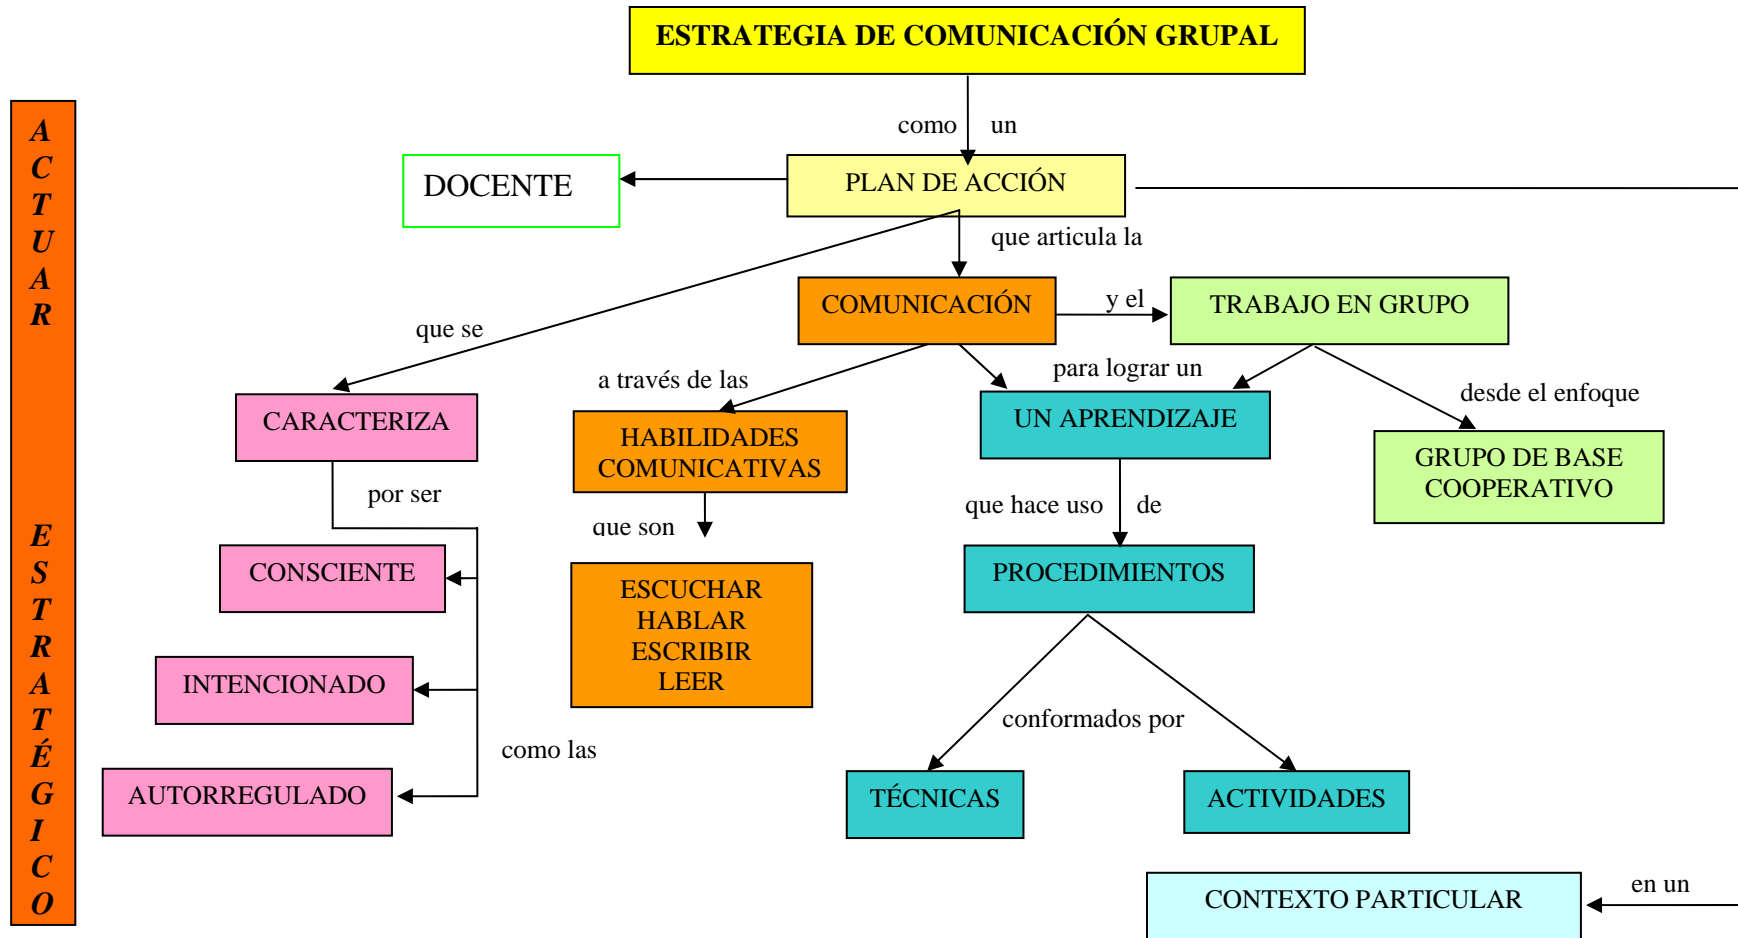 ESTRATEGIA DE COMUNICACIÓN GRUPAL
ACTUAR ESTRATÉGICO
como un
DOCENTE
PLAN DE ACCIÓN
que articula la
COMUNICACIÓN
y el
TRABAJO EN GRUPO
que se
a través de las
para lograr un
desde el enfoque
CARACTERIZA
HABILIDADES
COMUNICATIVAS
UN APRENDIZAJE
GRUPO DE BASE
COOPERATIVO
por ser
que son
que hace uso de
CONSCIENTE
ESCUCHAR
HABLAR
ESCRIBIR
LEER
PROCEDIMIENTOS
INTENCIONADO
conformados por
como las
AUTORREGULADO
TÉCNICAS
ACTIVIDADES
CONTEXTO PARTICULAR
en un